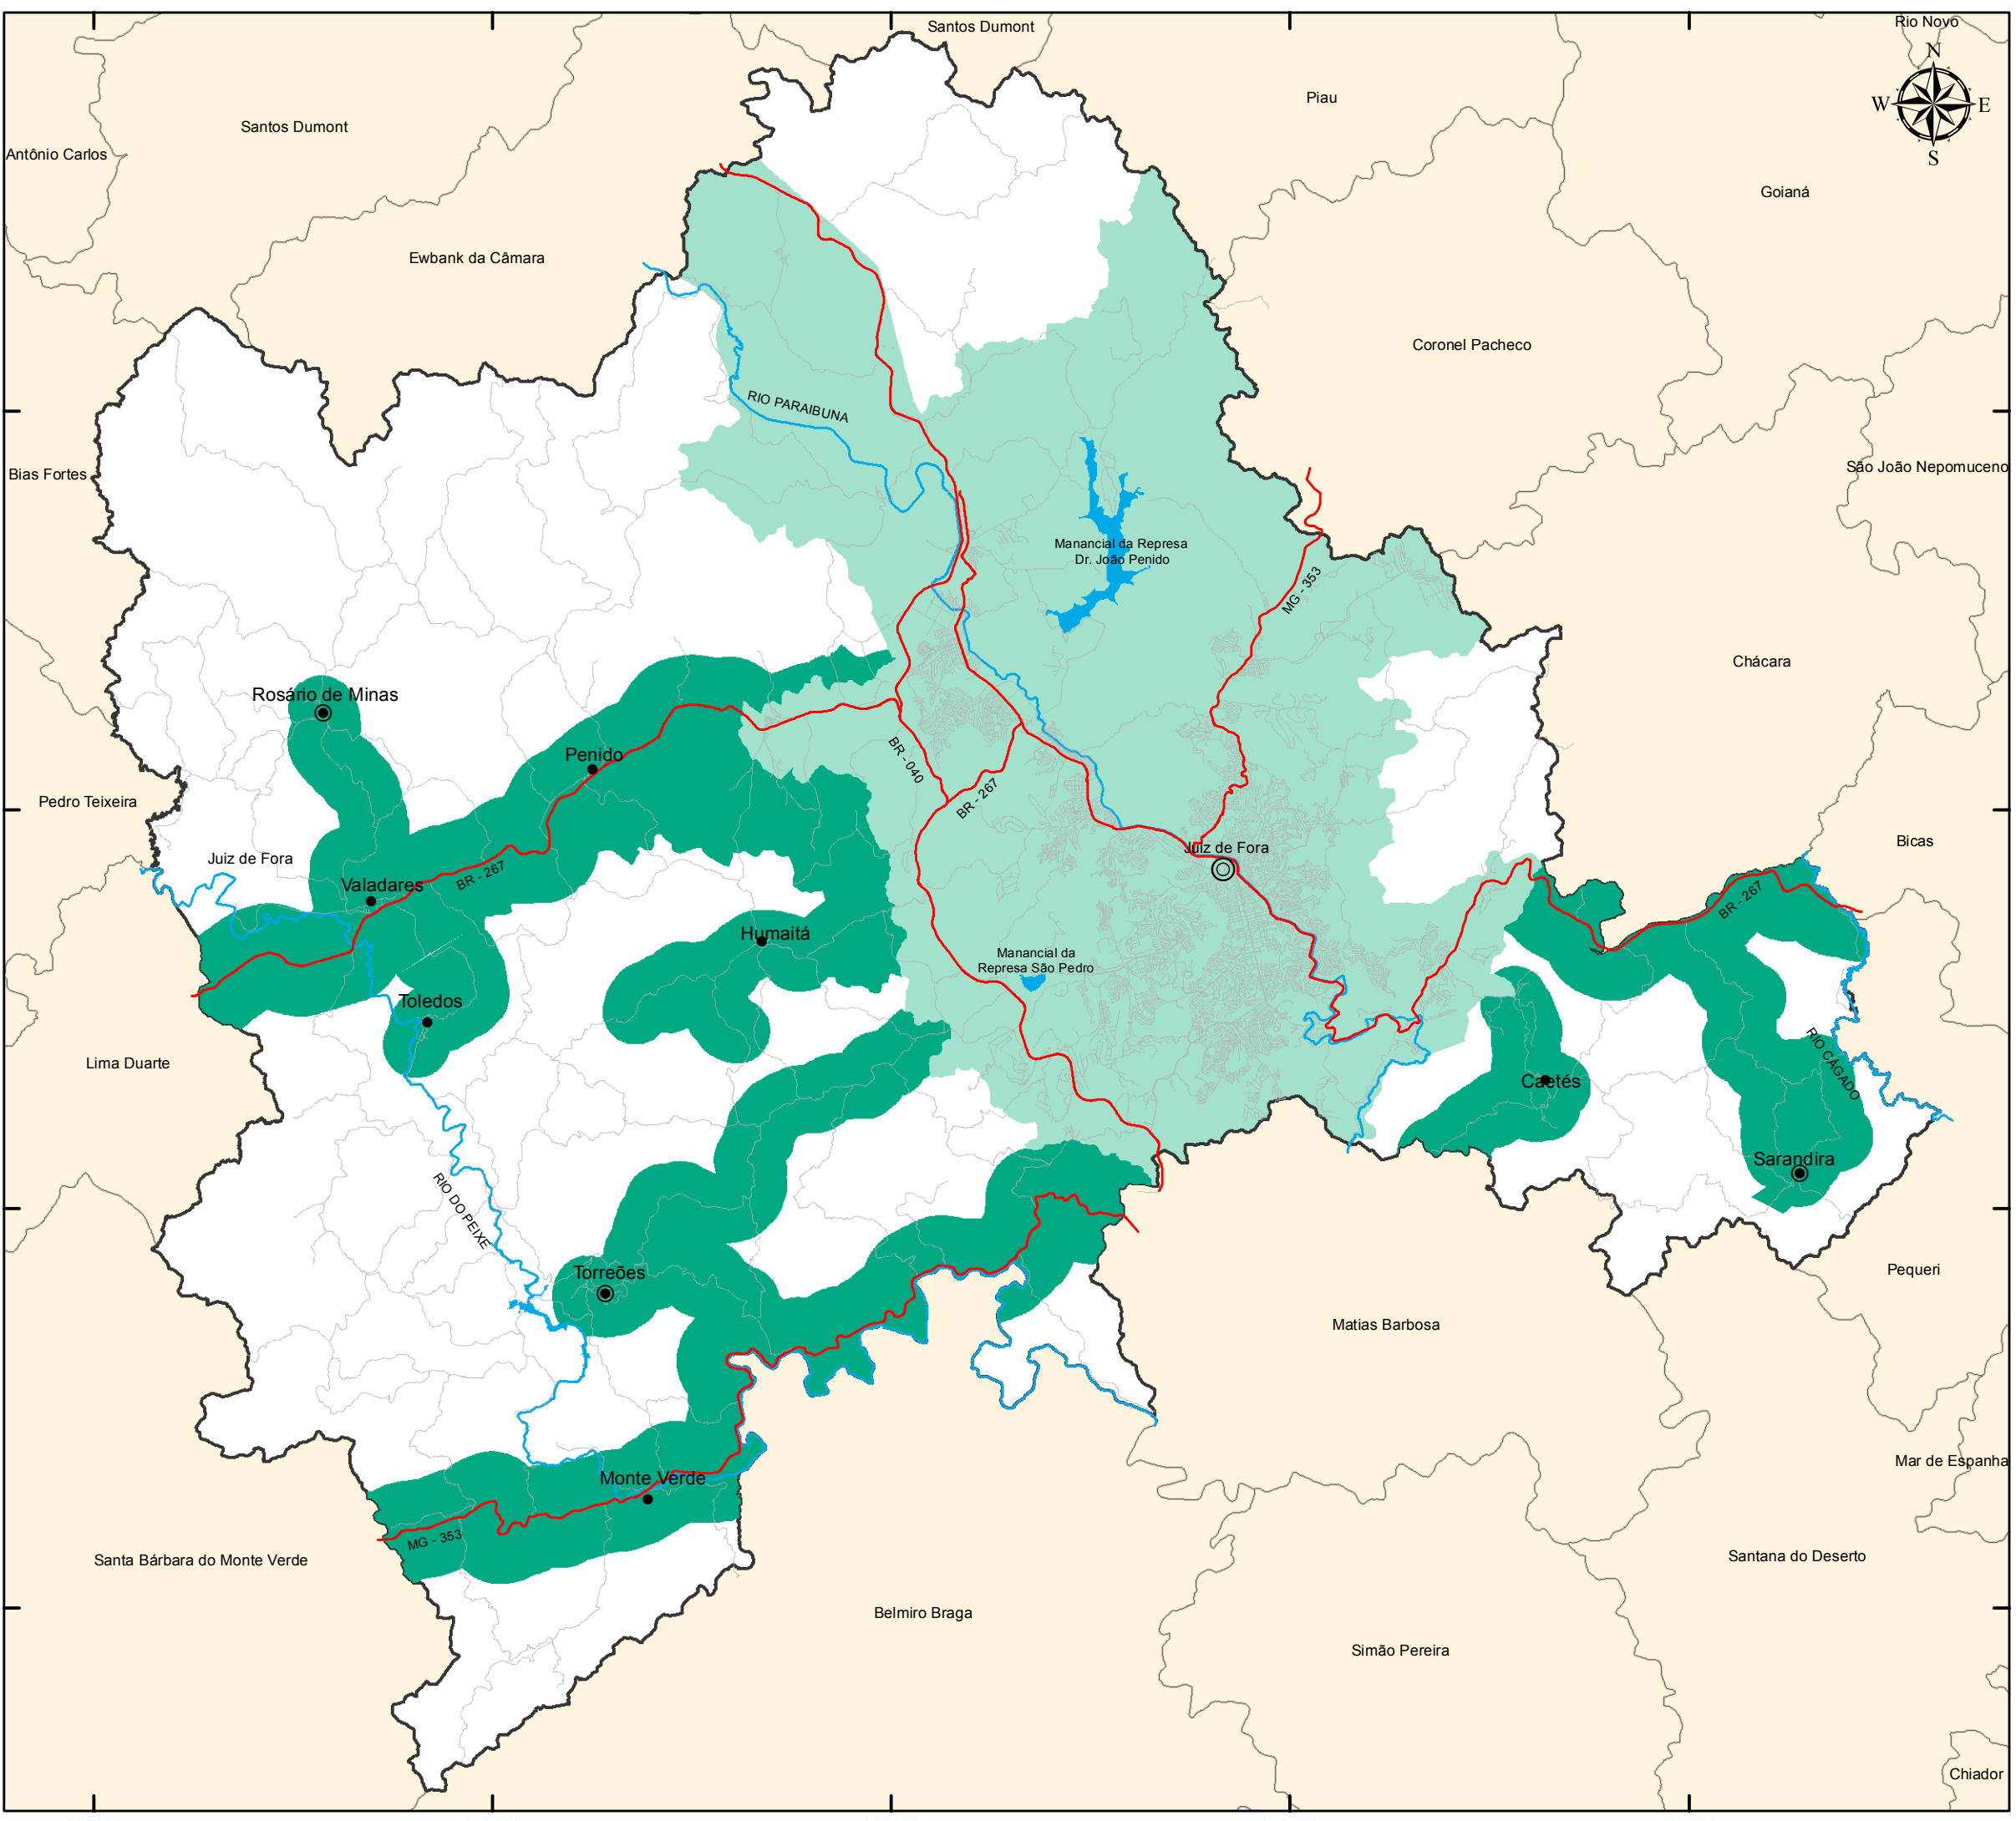 Santos Dumont
Rio Novo
N
W
E
S
Piau
Santos Dumont
Antônio Carlos
Goianá
Ewbank da Câmara
Coronel Pacheco
RIO PARAIBUNA
Bias Fortes
São João Nepomuceno
Manancial da Represa
Dr. João Penido
MG - 353
Chácara
Rosário de Minas
Penido
BR - 040
BR - 267
Pedro Teixeira
Bicas
Juiz de Fora
Juiz de Fora
Valadares
BR - 267
BR - 267
Humaitá
Manancial da
Represa São Pedro
Toledos
Lima Duarte
RIO CÁGADO
Caetés
Sarandira
RIO DO PEIXE
Torreões
Pequeri
Matias Barbosa
Mar de Espanha
Monte Verde
MG - 353
Santa Bárbara do Monte Verde
Santana do Deserto
Belmiro Braga
Simão Pereira
Chiador